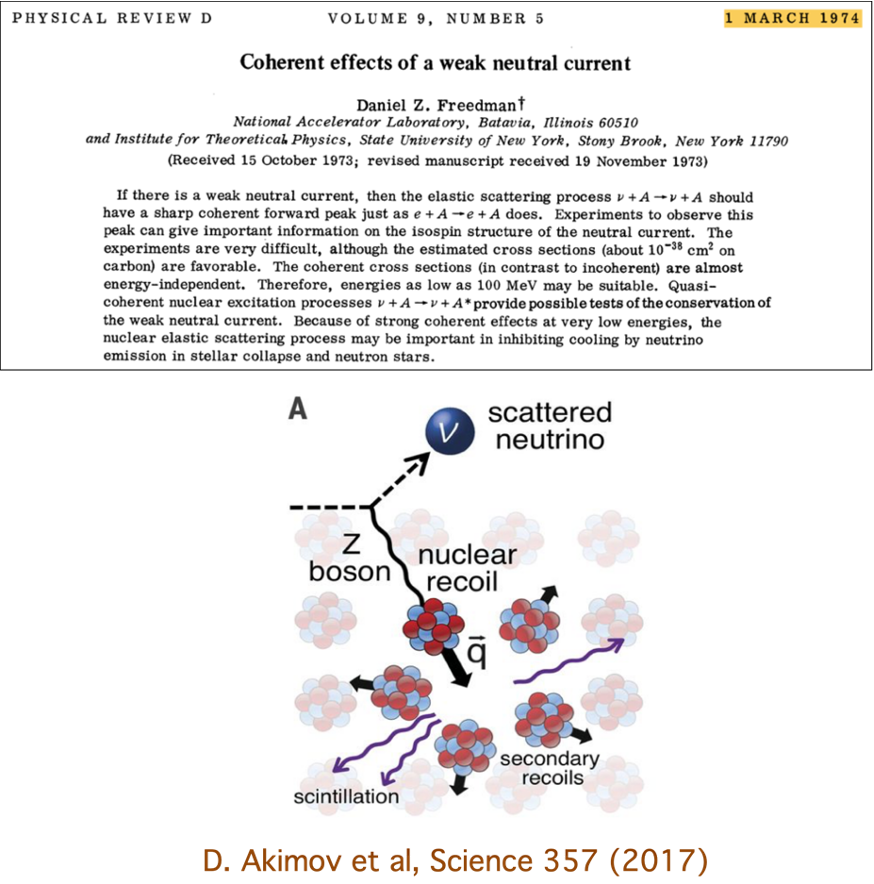 PHYSICAL REVIEW D VOLUME 9, NUMBER 5 1 MARCH 1974
Coherent effects of a weak neutral current
Daniel Z. Freedman†
National Accelerator Laboratory, Batavia, Illinois 60510
and Institute for Theoretical Physics, State University of New York, Stony Brook, New York 11790
(Received 15 October 1973; revised manuscript received 19 November 1973)
If there is a weak neutral current, then the elastic scattering process ν + A → ν + A should
have a sharp coherent forward peak just as e + A → e + A does. Experiments to observe this
peak can give important information on the isospin structure of the neutral current. The
experiments are very difficult, although the estimated cross sections (about 10⁻³⁸ cm² on
carbon) are favorable. The coherent cross sections (in contrast to incoherent) are almost
energy-independent. Therefore, energies as low as 100 MeV may be suitable. Quasi-
coherent nuclear excitation processes ν + A → ν + A* provide possible tests of the conservation of
the weak neutral current. Because of strong coherent effects at very low energies, the
nuclear elastic scattering process may be important in inhibiting cooling by neutrino
emission in stellar collapse and neutron stars.
A
ν
scattered
neutrino
Z
boson
nuclear
recoil
q⃗
secondary
recoils
scintillation
D. Akimov et al, Science 357 (2017)